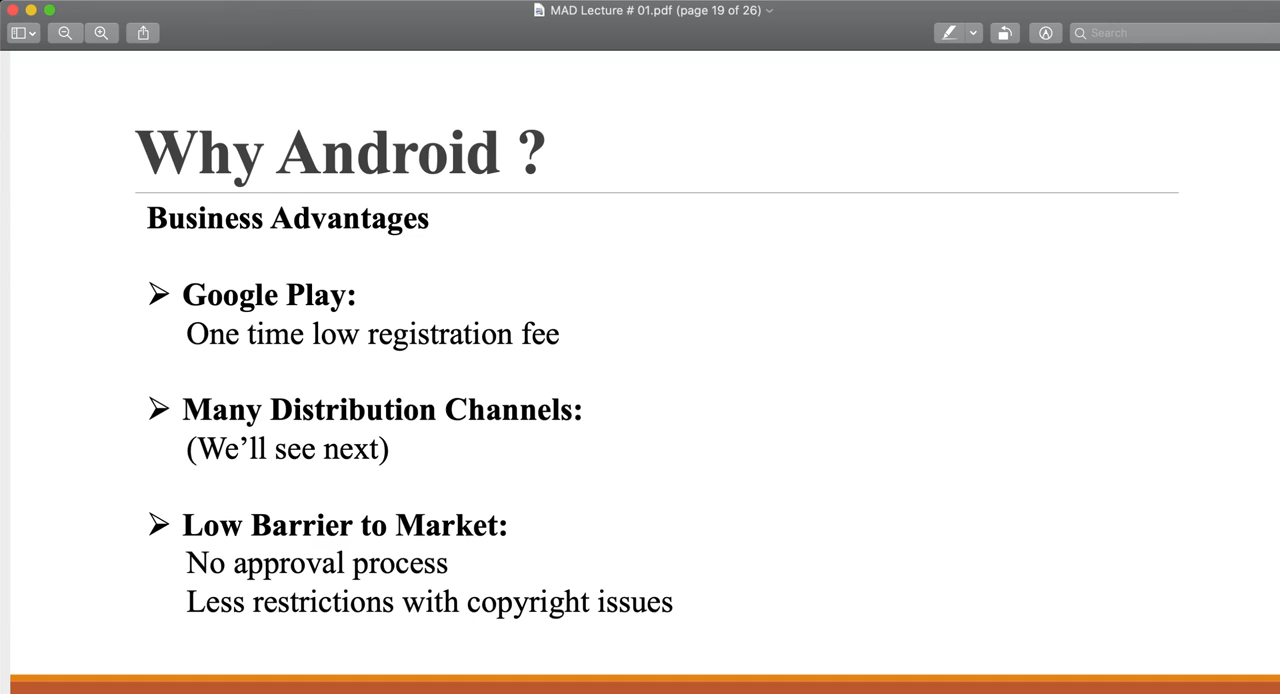 MAD Lecture # 01.pdf (page 19 of 26)
Search
Why Android ?
Business Advantages
Google Play:
One time low registration fee
Many Distribution Channels:
(We’ll see next)
Low Barrier to Market:
No approval process
Less restrictions with copyright issues